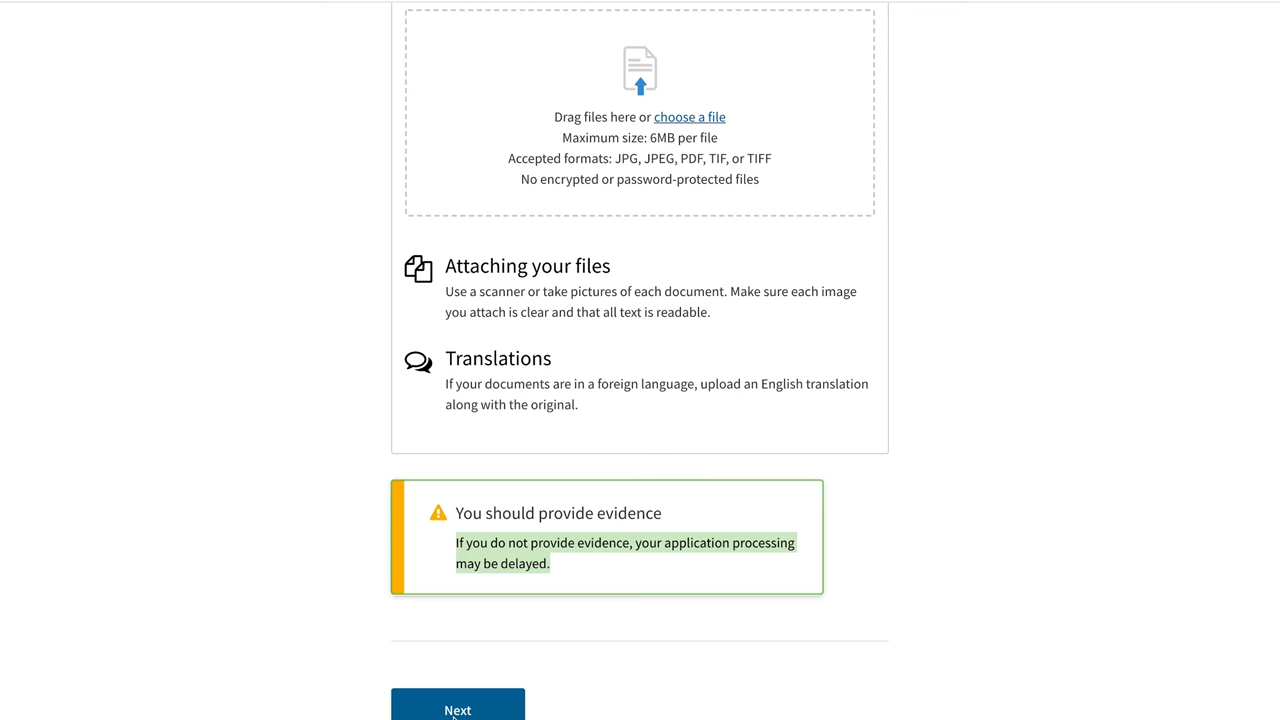 Drag files here or choose a file
Maximum size: 6MB per file
Accepted formats: JPG, JPEG, PDF, TIF, or TIFF
No encrypted or password-protected files
Attaching your files
Use a scanner or take pictures of each document. Make sure each image
you attach is clear and that all text is readable.
Translations
If your documents are in a foreign language, upload an English translation
along with the original.
You should provide evidence
If you do not provide evidence, your application processing
may be delayed.
Next